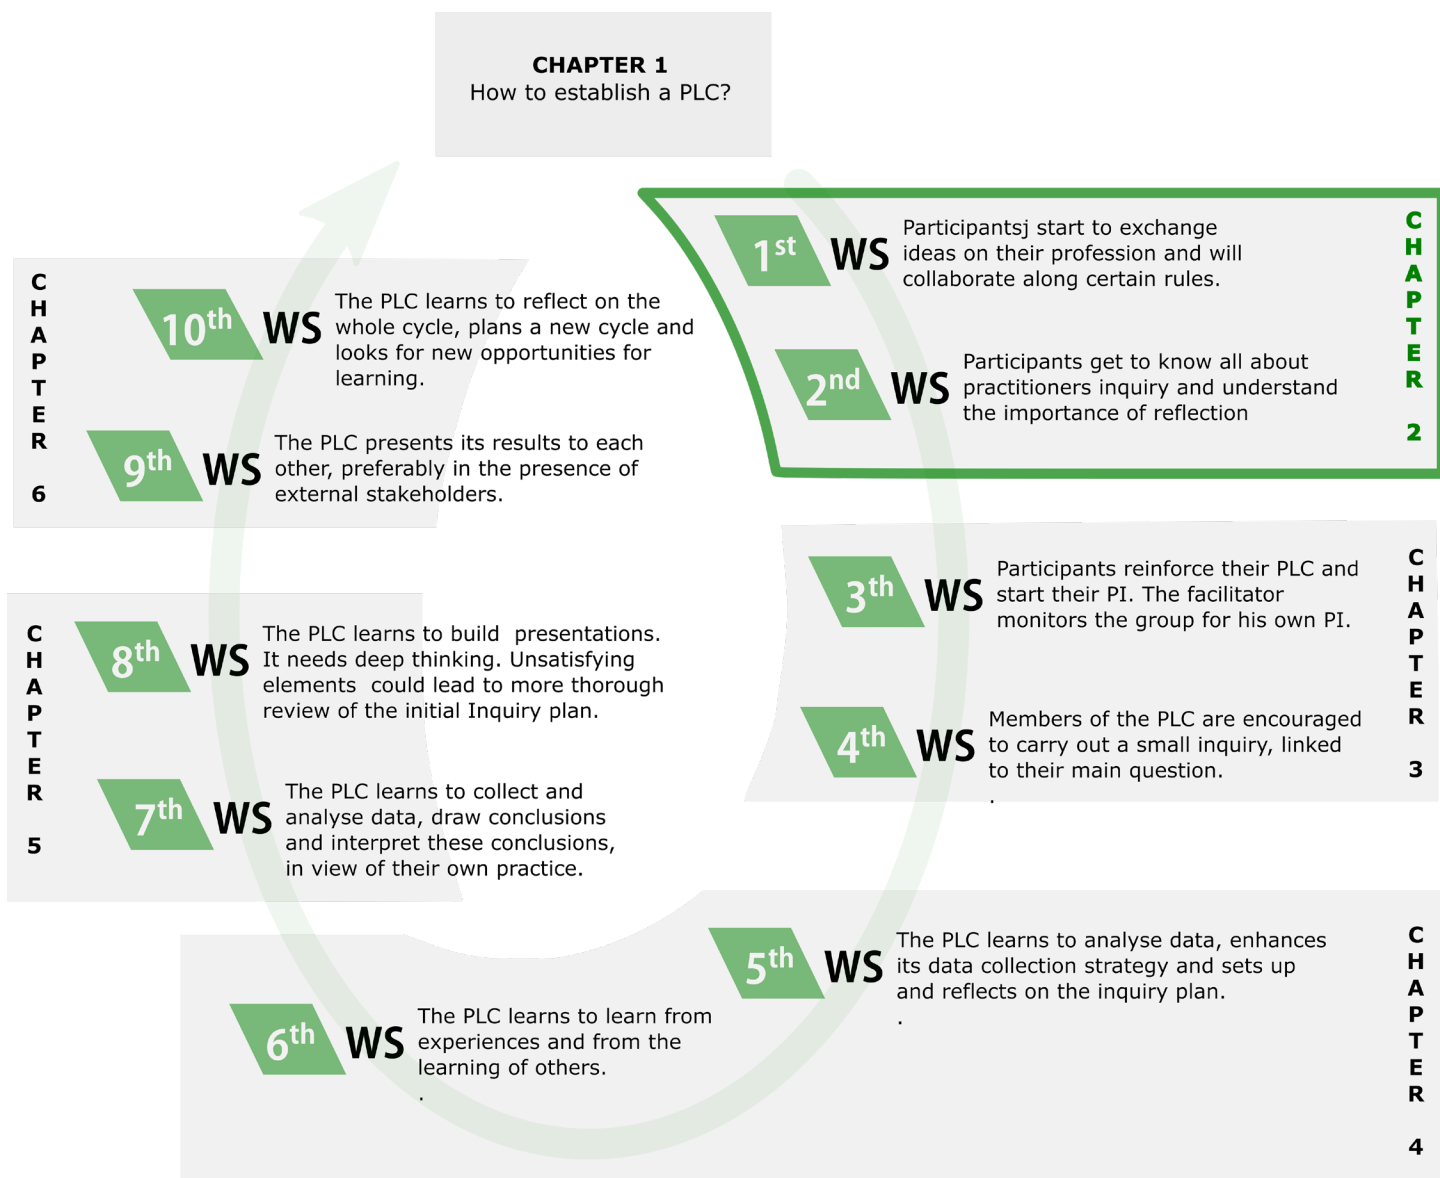 CHAPTER 1
How to establish a PLC?
1st WS
Participantsj start to exchange
ideas on their profession and will
collaborate along certain rules.
2nd WS
Participants get to know all about
practitioners inquiry and understand
the importance of reflection
CHAPTER 2
3th WS
Participants reinforce their PLC and
start their PI. The facilitator
monitors the group for his own PI.
4th WS
Members of the PLC are encouraged
to carry out a small inquiry, linked
to their main question.
.
CHAPTER 3
5th WS
The PLC learns to analyse data, enhances
its data collection strategy and sets up
and reflects on the inquiry plan.
.
6th WS
The PLC learns to learn from
experiences and from the
learning of others.
.
CHAPTER 4
7th WS
The PLC learns to collect and
analyse data, draw conclusions
and interpret these conclusions,
in view of their own practice.
8th WS
The PLC learns to build  presentations.
It needs deep thinking. Unsatisfying
elements  could lead to more thorough
review of the initial Inquiry plan.
CHAPTER 5
9th WS
The PLC presents its results to each
other, preferably in the presence of
external stakeholders.
10th WS
The PLC learns to reflect on the
whole cycle, plans a new cycle and
looks for new opportunities for
learning.
CHAPTER 6